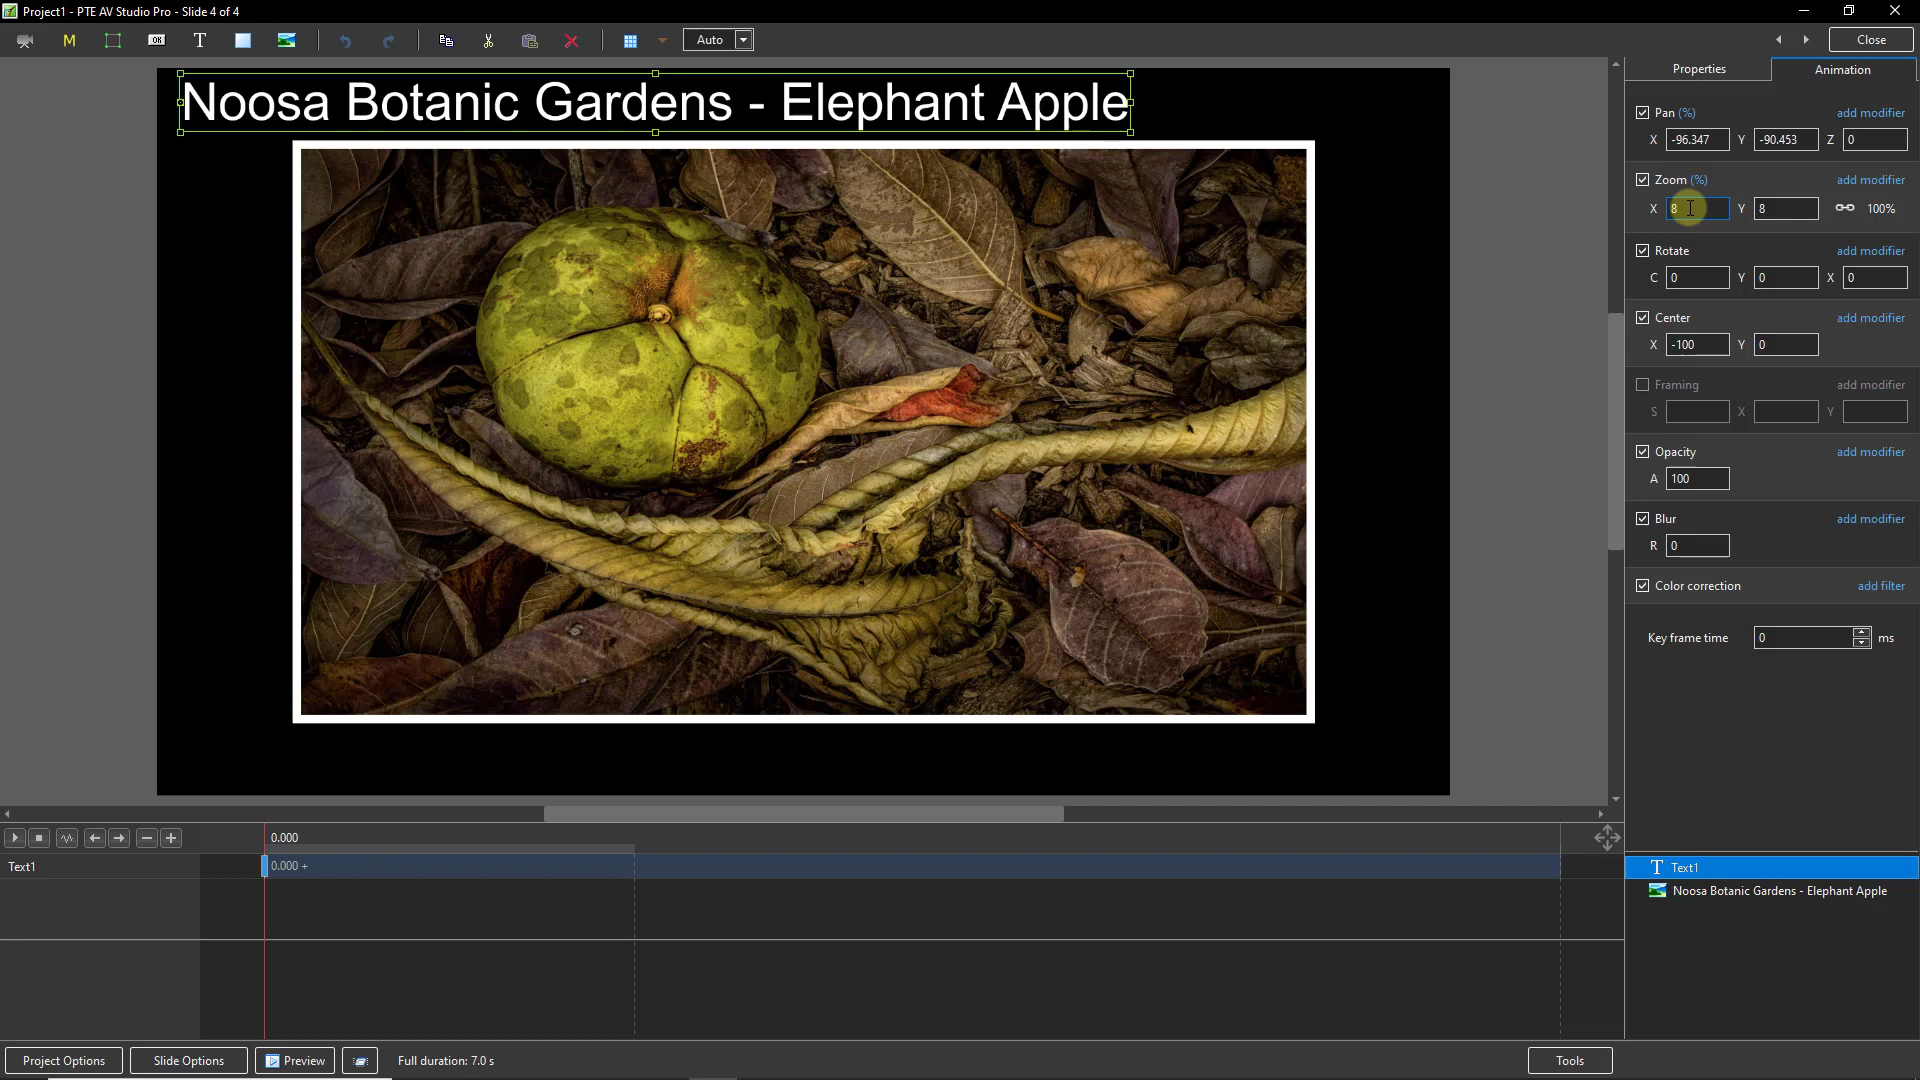 Project1 - PTE AV Studio Pro - Slide 4 of 4
M
OK
T
Auto
Close
Noosa Botanic Gardens - Elephant Apple
Properties
Animation
Pan (%)
add modifier
X -96.347 Y -90.453 Z 0
Zoom (%)
add modifier
X 8 Y 8 100%
Rotate
add modifier
C 0 Y 0 X 0
Center
add modifier
X -100 Y 0
Framing
add modifier
S X Y
Opacity
add modifier
A 100
Blur
add modifier
R 0
Color correction
add filter
Key frame time 0 ms
0.000
Text1
0.000 +
T Text1
Noosa Botanic Gardens - Elephant Apple
Project Options
Slide Options
Preview
Full duration: 7.0 s
Tools